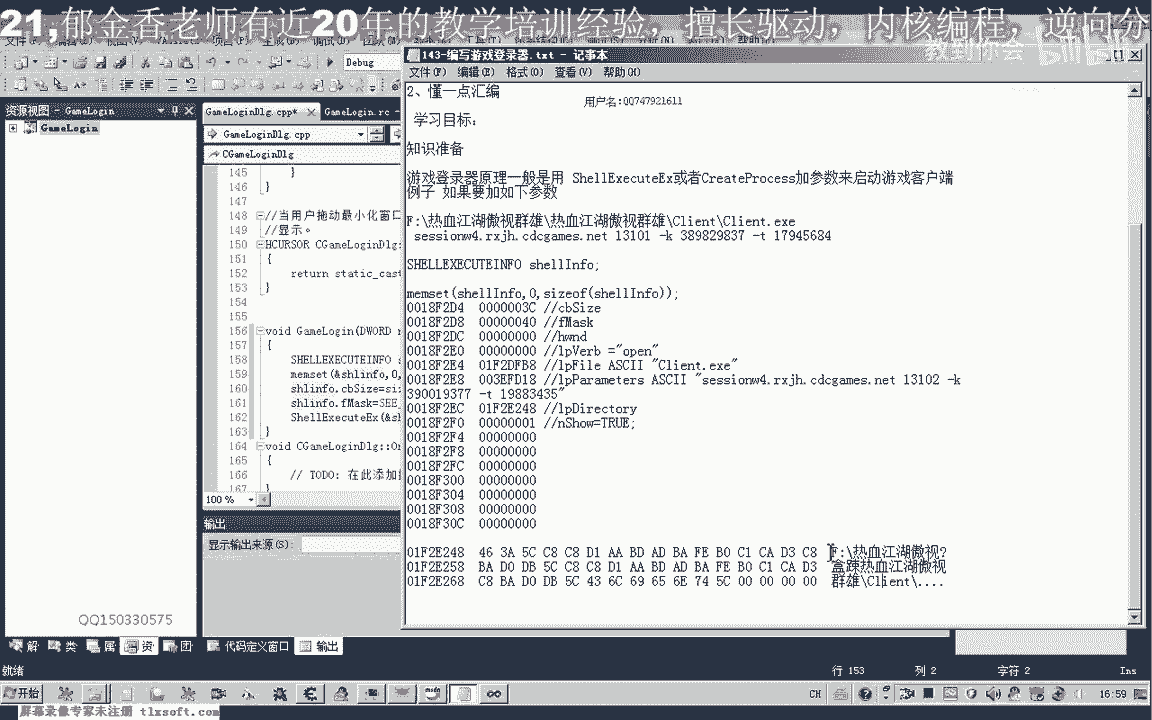 21,郁金香老师有近20年的教学培训经验，擅长驱动，内核编程，逆向分
教到你会 bilibili
Debug
资源视图 - GameLogin
GameLogin
GameLoginDlg.cpp*
GameLogin.rc -
GameLoginDlg.cpp
CGameLoginDlg
145 }
146 }
147
148 //当用户拖动最小化窗口
149 //显示。
150 HCURSOR CGameLoginDlg:
151 {
152 return static_cast
153 }
154
155
156 void GameLogin(DWORD
157 {
158 SHELLEXECUTEINFO s
159 memset(&shlinfo,0,
160 shlinfo.cbSize=siz
161 shlinfo.fMask=SEE_
162 ShellExecuteEx(&sh
163 }
164 void CGameLoginDlg::On
165 {
166 // TODO: 在此添加
167 }
100 %
输出
显示输出来源(S):
143-编写游戏登录器.txt - 记事本
文件(F) 编辑(E) 格式(O) 查看(V) 帮助(H)
2、懂一点汇编
用户名:QQ747921611
学习目标:
知识准备
游戏登录器原理一般是用 ShellExecuteEx或者CreateProcess加参数来启动游戏客户端
例子 如果要加如下参数
F:\热血江湖傲视群雄\热血江湖傲视群雄\Client\Client.exe
sessionw4.rxjh.cdcgames.net 13101 -k 389829837 -t 17945684
SHELLEXECUTEINFO shellInfo;
memset(shellInfo,0,sizeof(shellInfo));
0018F2D4 0000003C //cbSize
0018F2D8 00000040 //fMask
0018F2DC 00000000 //hwnd
0018F2E0 00000000 //lpVerb ="open"
0018F2E4 01F2DFB8 //lpFile ASCII "Client.exe"
0018F2E8 003EFD18 //lpParameters ASCII "sessionw4.rxjh.cdcgames.net 13102 -k
390019377 -t 19883435"
0018F2EC 01F2E248 //lpDirectory
0018F2F0 00000001 //nShow=TRUE;
0018F2F4 00000000
0018F2F8 00000000
0018F2FC 00000000
0018F300 00000000
0018F304 00000000
0018F308 00000000
0018F30C 00000000
01F2E248 46 3A 5C C8 C8 D1 AA BD AD BA FE B0 C1 CA D3 C8 F:\热血江湖傲视?
01F2E258 BA D0 DB 5C C8 C8 D1 AA BD AD BA FE B0 C1 CA D3 盒踈热血江湖傲视
01F2E268 C8 BA D0 DB 5C 43 6C 69 65 6E 74 5C 00 00 00 00 群雄\Client\....
QQ150330575
解 类 属 资 团 代码定义窗口 输出
就绪
行 153 列 2 字符 2 Ins
开始
CH
16:59
屏幕录像专家未注册 tlxsoft.com